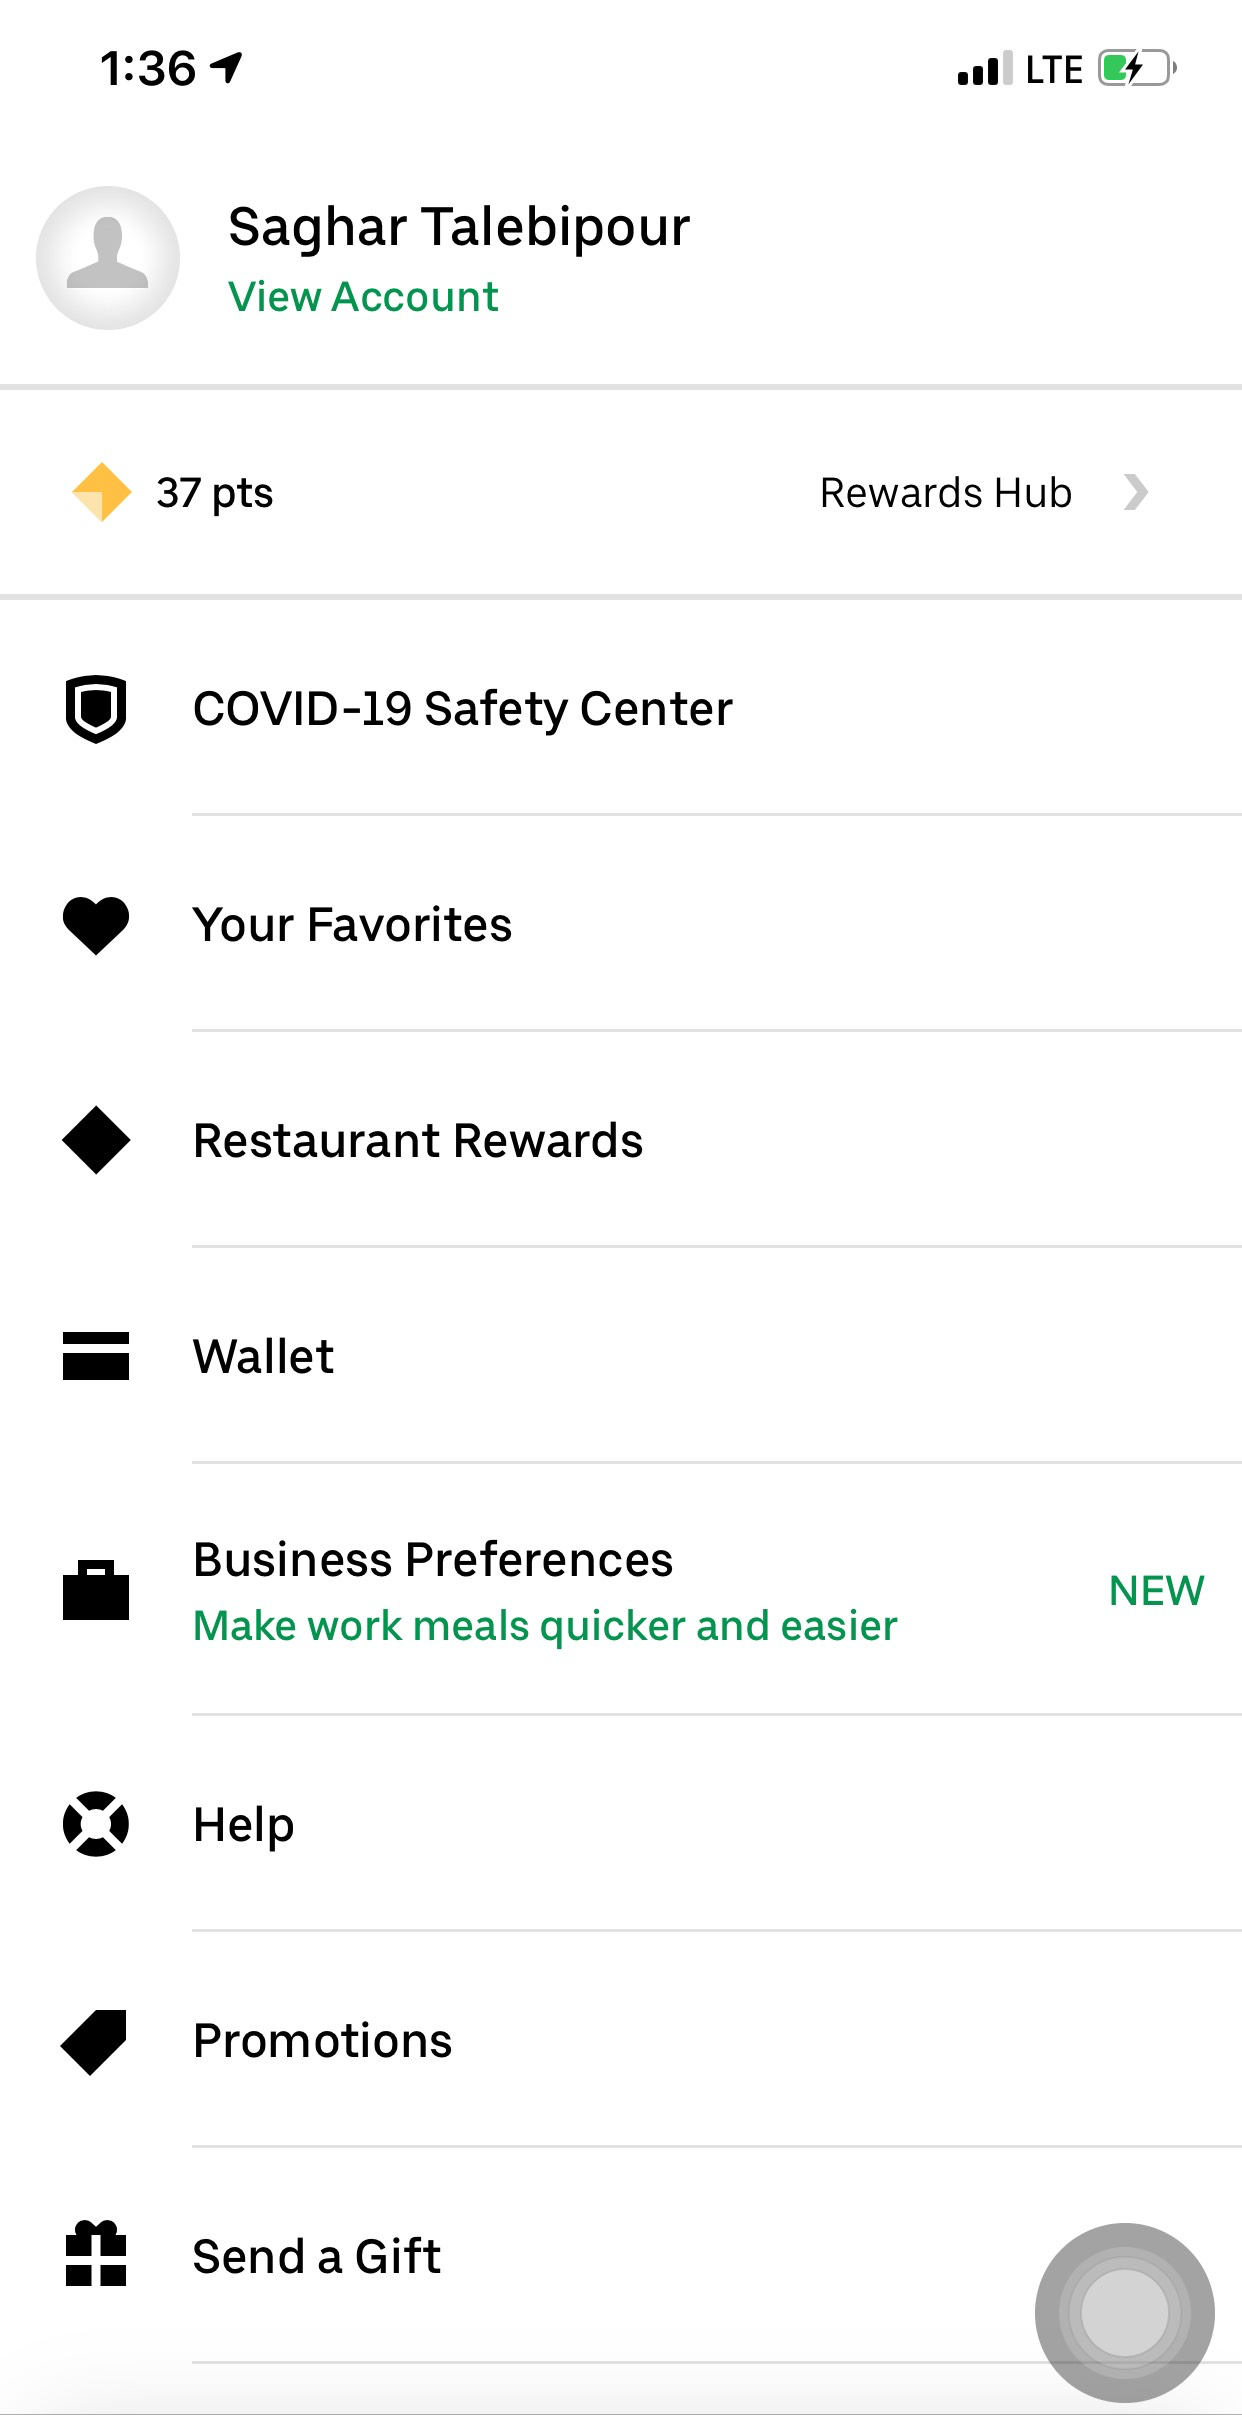 1:36
LTE
Saghar Talebipour
View Account
37 pts
Rewards Hub
COVID-19 Safety Center
Your Favorites
Restaurant Rewards
Wallet
Business Preferences
Make work meals quicker and easier
NEW
Help
Promotions
Send a Gift